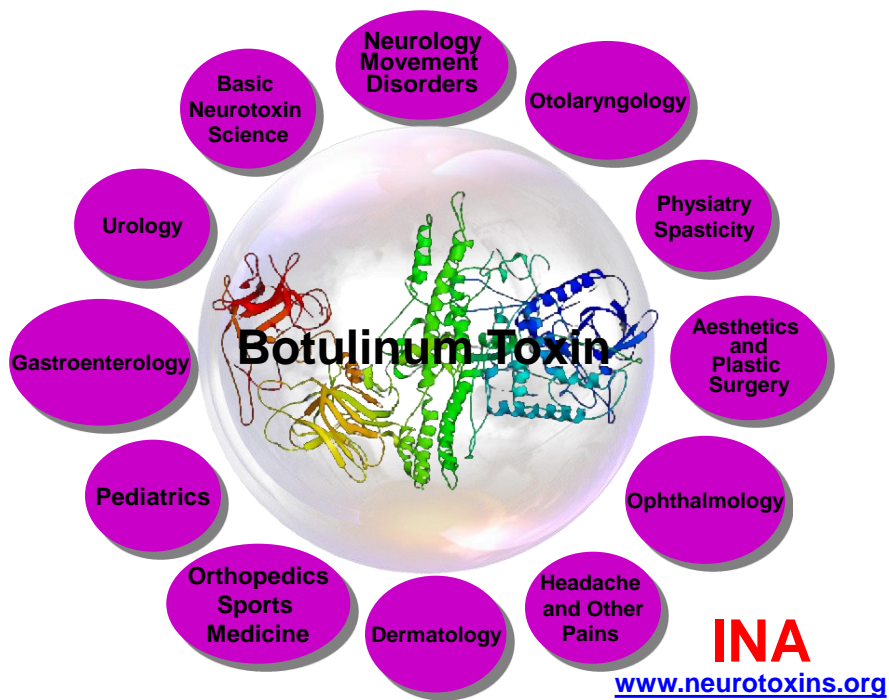 Neurology
Movement
Disorders
Basic
Neurotoxin
Science
Otolaryngology
Urology
Physiatry
Spasticity
Gastroenterology
Botulinum Toxin
Aesthetics
and
Plastic
Surgery
Pediatrics
Ophthalmology
Orthopedics
Sports
Medicine
Dermatology
Headache
and Other
Pains
INA
www.neurotoxins.org